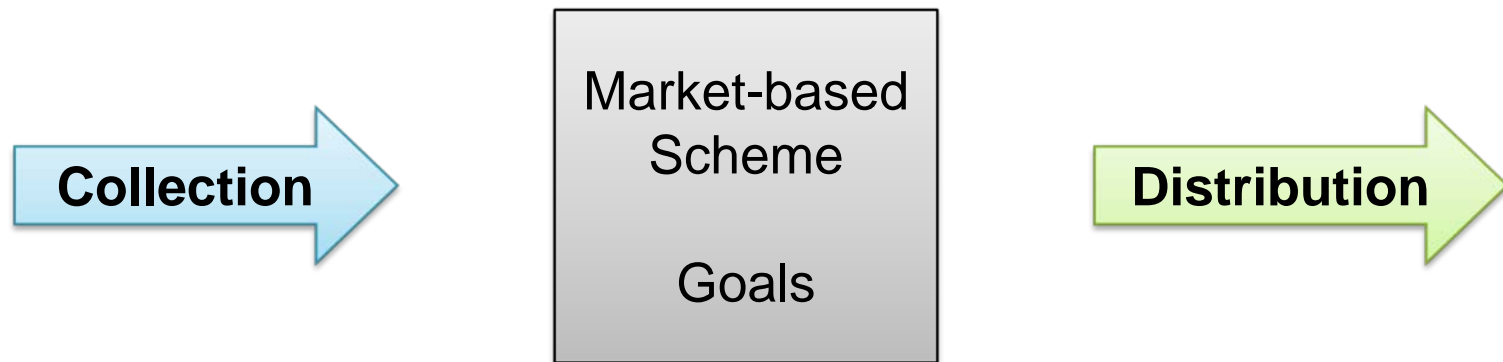 Collection
Market-based
Scheme
Goals
Distribution